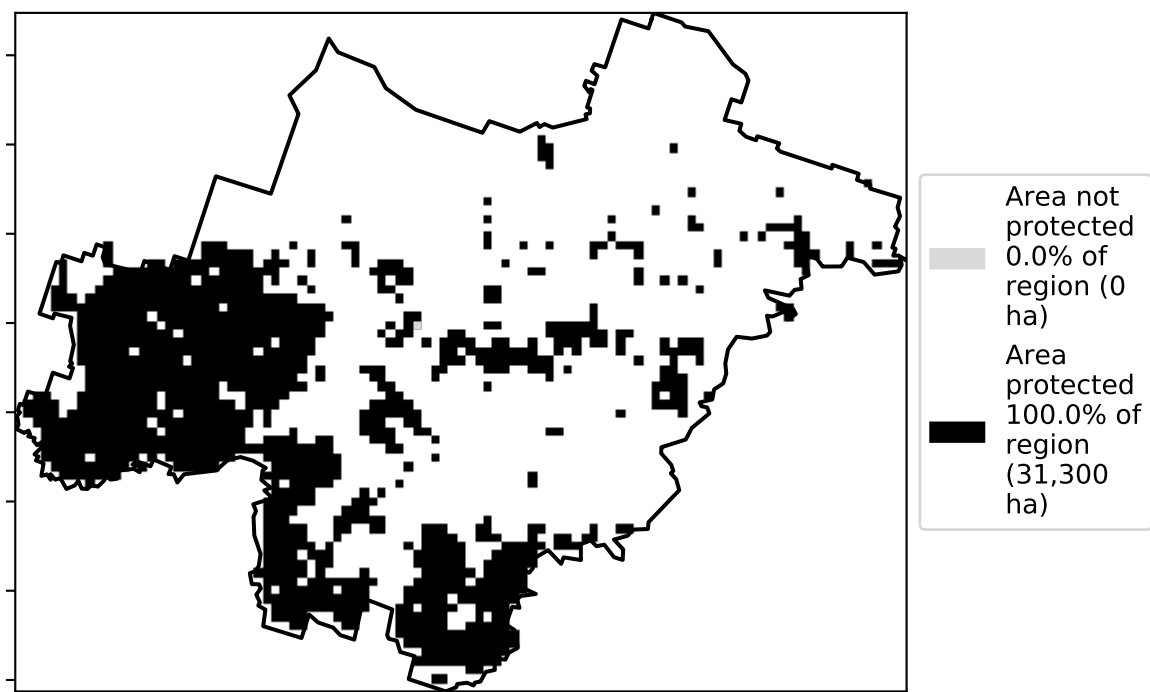 Area not
protected
0.0% of
region (0
ha)
Area
protected
100.0% of
region
(31,300
ha)